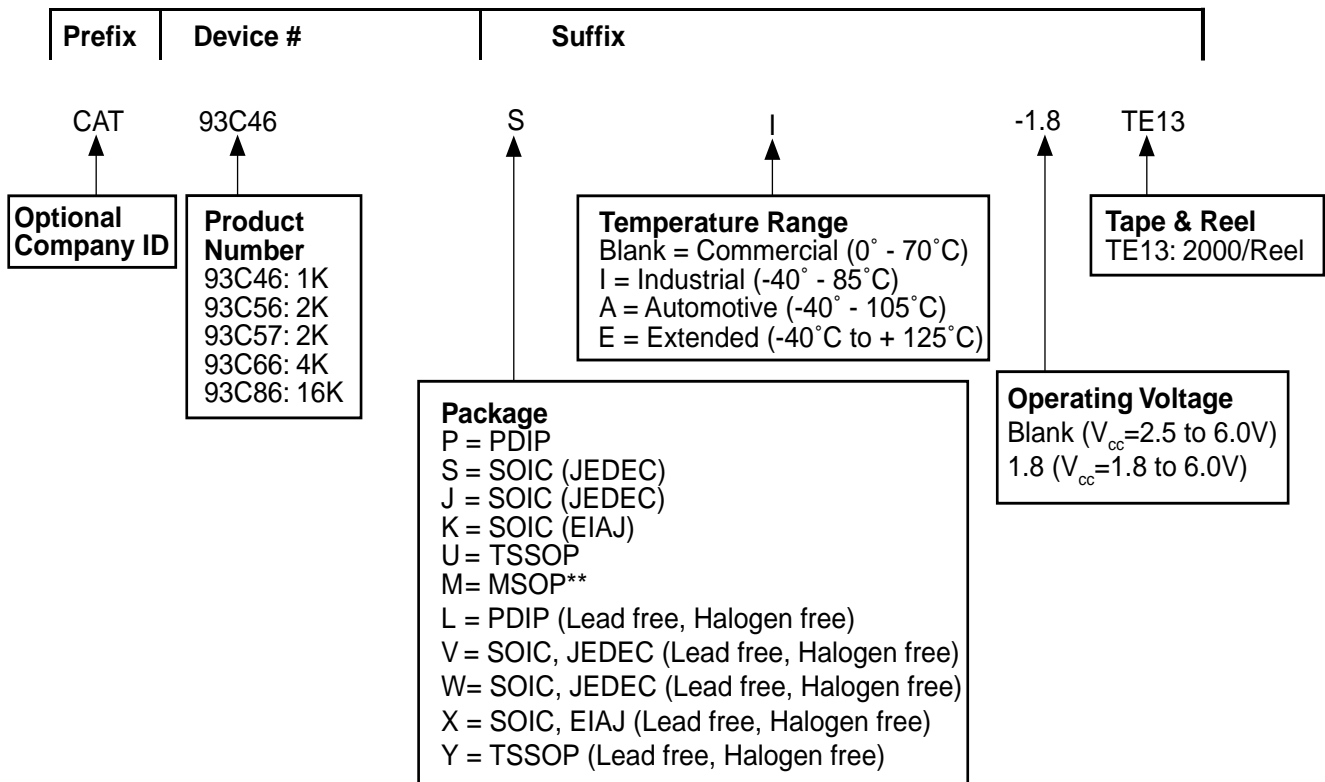 Prefix Device # Suffix
CAT 93C46 S I -1.8 TE13
Optional
Company ID
Product
Number
93C46: 1K
93C56: 2K
93C57: 2K
93C66: 4K
93C86: 16K
Temperature Range
Blank = Commercial (0˚ - 70˚C)
I = Industrial (-40˚ - 85˚C)
A = Automotive (-40˚ - 105˚C)
E = Extended (-40˚C to + 125˚C)
Tape & Reel
TE13: 2000/Reel
Package
P = PDIP
S = SOIC (JEDEC)
J = SOIC (JEDEC)
K = SOIC (EIAJ)
U = TSSOP
M= MSOP**
L = PDIP (Lead free, Halogen free)
V = SOIC, JEDEC (Lead free, Halogen free)
W= SOIC, JEDEC (Lead free, Halogen free)
X = SOIC, EIAJ (Lead free, Halogen free)
Y = TSSOP (Lead free, Halogen free)
Operating Voltage
Blank (Vcc=2.5 to 6.0V)
1.8 (Vcc=1.8 to 6.0V)